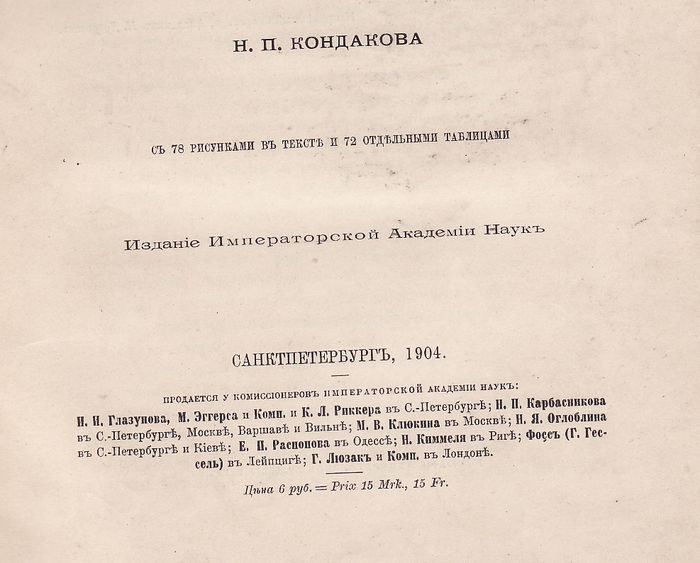 Н. П. КОНДАКОВА
СЪ 78 РИСУНКАМИ ВЪ ТЕКСТѢ И 72 ОТДѢЛЬНЫМИ ТАБЛИЦАМИ
Изданіе Императорской Академіи Наукъ
САНКТПЕТЕРБУРГЪ, 1904.
ПРОДАЕТСЯ У КОМИССІОНЕРОВЪ ИМПЕРАТОРСКОЙ АКАДЕМІИ НАУКЪ:
И. И. Глазунова, М. Эггерса и Комп. и К. Л. Риккера въ С.-Петербургѣ; Н. П. Карбасникова
въ С.-Петербургѣ, Москвѣ, Варшавѣ и Вильнѣ; М. В. Клюкина въ Москвѣ; Н. Я. Оглоблина
въ С.-Петербургѣ и Кіевѣ; Е. П. Распопова въ Одессѣ; Н. Киммеля въ Ригѣ; Фоссъ (Г. Гес-
сель) въ Лейпцигѣ; Г. Люзакъ и Комп. въ Лондонѣ.
Цѣна 6 руб. = Prix 15 Mrk., 15 Fr.